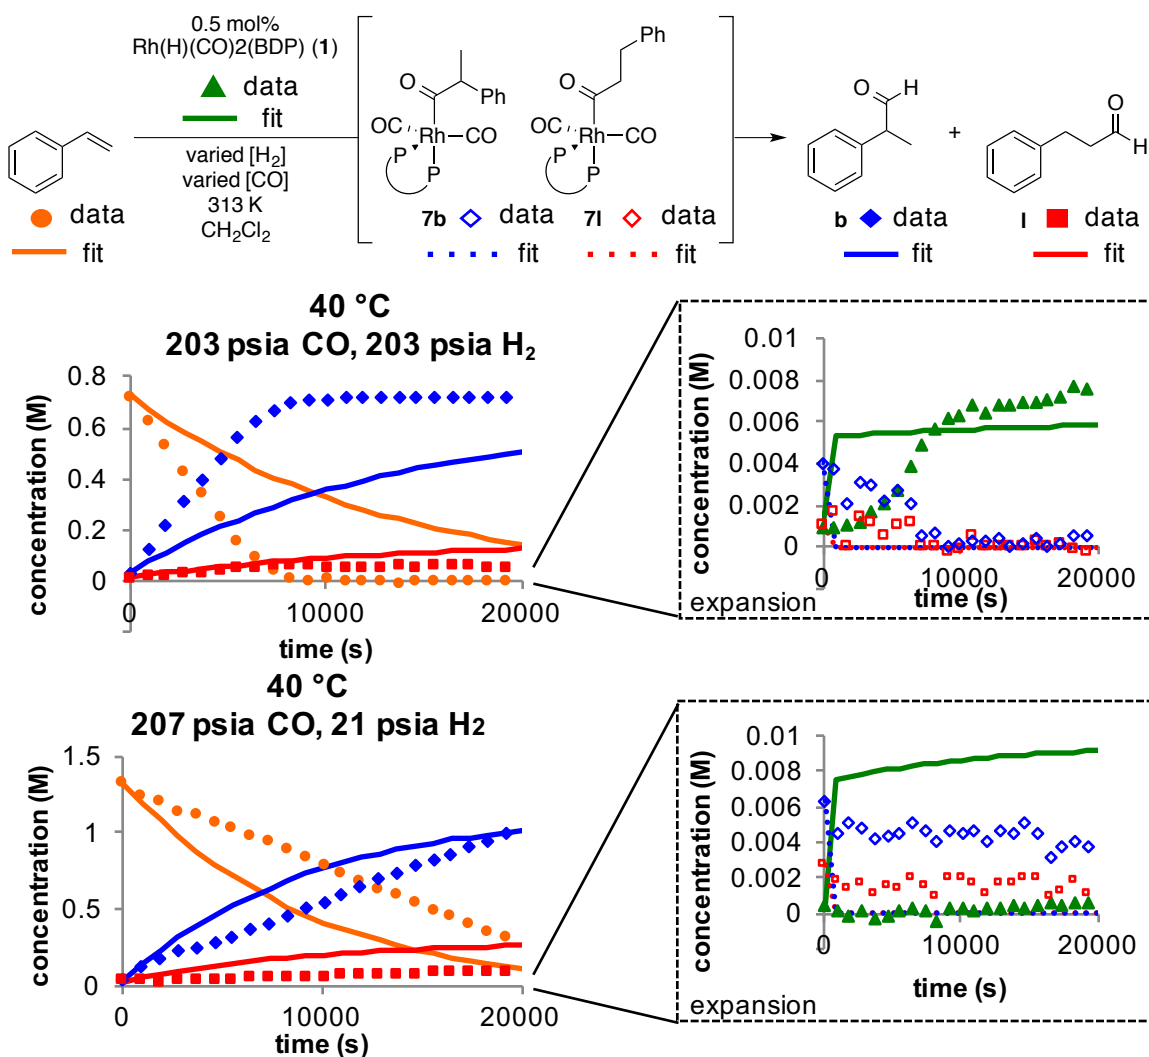 0.5 mol%
Rh(H)(CO)2(BDP) (1)
data
fit
varied [H2]
varied [CO]
313 K
CH2Cl2
data
fit
O
Ph
OC
Rh
CO
P
P
7b
data
fit
Ph
O
OC
Rh
CO
P
P
7l
data
fit
O
H
+
O
H
b
data
fit
l
data
fit
40 °C
203 psia CO, 203 psia H2
concentration (M)
0.8
0.6
0.4
0.2
0
0
10000
20000
time (s)
concentration (M)
0.01
0.008
0.006
0.004
0.002
0
0
10000
20000
time (s)
expansion
40 °C
207 psia CO, 21 psia H2
concentration (M)
1.5
1
0.5
0
0
10000
20000
time (s)
concentration (M)
0.01
0.008
0.006
0.004
0.002
0
0
10000
20000
time (s)
expansion